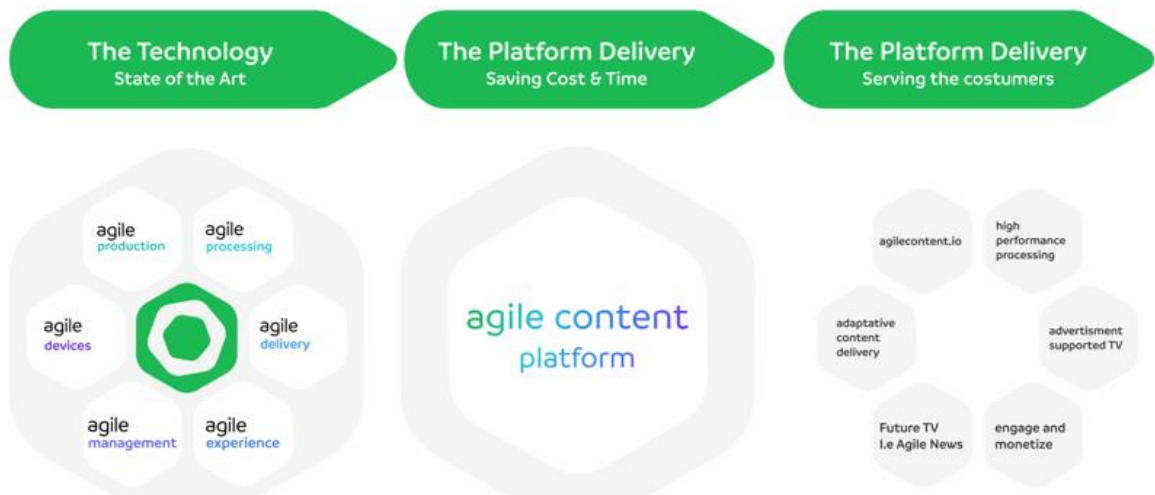 The Technology
State of the Art
The Platform Delivery
Saving Cost & Time
The Platform Delivery
Serving the costumers
agile
production
agile
processing
agile
devices
agile
delivery
agile
management
agile
experience
agile content
platform
agilecontent.io
high
performance
processing
adaptative
content
delivery
advertisment
supported TV
Future TV
I.e Agile News
engage and
monetize